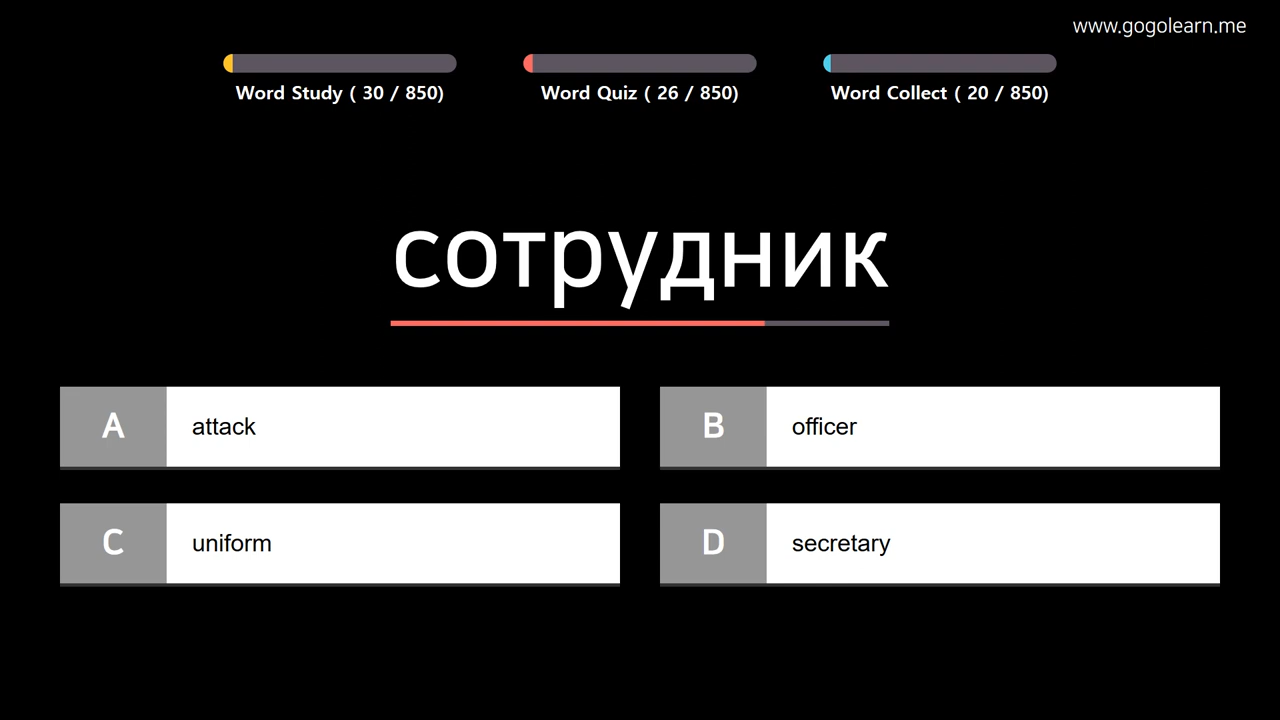 www.gogolearn.me
Word Study ( 30 / 850)
Word Quiz ( 26 / 850)
Word Collect ( 20 / 850)
сотрудник
A
attack
B
officer
C
uniform
D
secretary